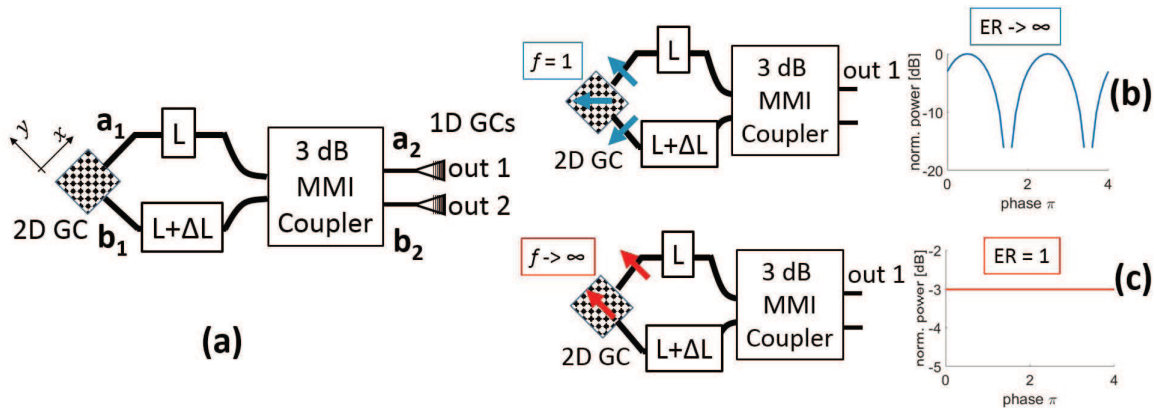 y
x
a₁
L
2D GC
b₁
L+ΔL
3 dB
MMI
Coupler
a₂
b₂
1D GCs
out 1
out 2
(a)
f = 1
2D GC
L
L+ΔL
3 dB
MMI
Coupler
out 1
ER -> ∞
norm. power [dB]
0
-10
-20
0
2
4
phase π
(b)
f -> ∞
2D GC
L
L+ΔL
3 dB
MMI
Coupler
out 1
ER = 1
norm. power [dB]
-2
-3
-4
-5
0
2
4
phase π
(c)